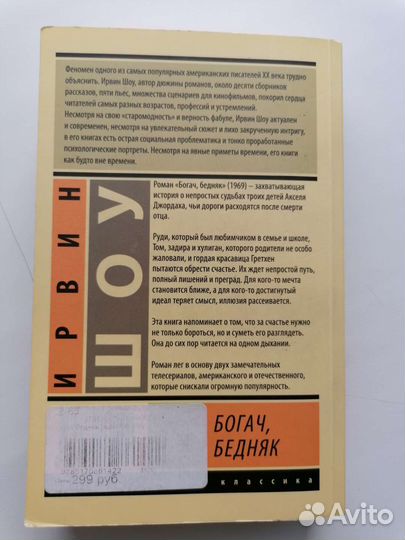 Феномен одного из самых популярных американских писателей XX века трудно
объяснить. Ирвин Шоу, автор дюжины романов, около десяти сборников
рассказов, пяти пьес, множества сценариев для кинофильмов, покорил сердца
читателей самых разных возрастов, профессий и устремлений.
Несмотря на свою «старомодность» и верность фабуле, Ирвин Шоу актуален
и современен, несмотря на увлекательный сюжет и лихо закрученную интригу,
в его книгах есть острая социальная проблематика и тонко проработанные
психологические портреты. Несмотря на явные приметы времени, его книги
как будто вне времени.
ИРВИН
ШОУ
Роман «Богач, бедняк» (1969) – захватывающая
история о непростых судьбах троих детей Акселя
Джордаха, чьи дороги расходятся после смерти
отца.
Руди, который был любимчиком в семье и школе,
Том, задира и хулиган, которого родители не особо
жаловали, и гордая красавица Гретхен
пытаются обрести счастье. Их ждет непростой путь,
полный лишений и преград. Для кого-то мечта
становится ближе, а для кого-то достигнутый
идеал теряет смысл, иллюзия рассеивается.
Эта книга напоминает о том, что за счастье нужно
не только бороться, но и суметь его разглядеть.
Она до сих пор читается на одном дыхании.
Роман лег в основу двух замечательных
телесериалов, американского и отечественного,
которые снискали огромную популярность.
299 руб
БОГАЧ,
БЕДНЯК
классика
Avito